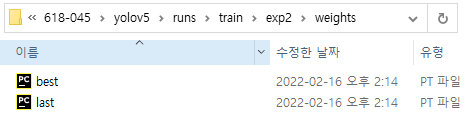 « 618-045 > yolov5 > runs > train > exp2 > weights
이름 수정한 날짜 유형
PC best 2022-02-16 오후 2:14 PT 파일
PC last 2022-02-16 오후 2:14 PT 파일